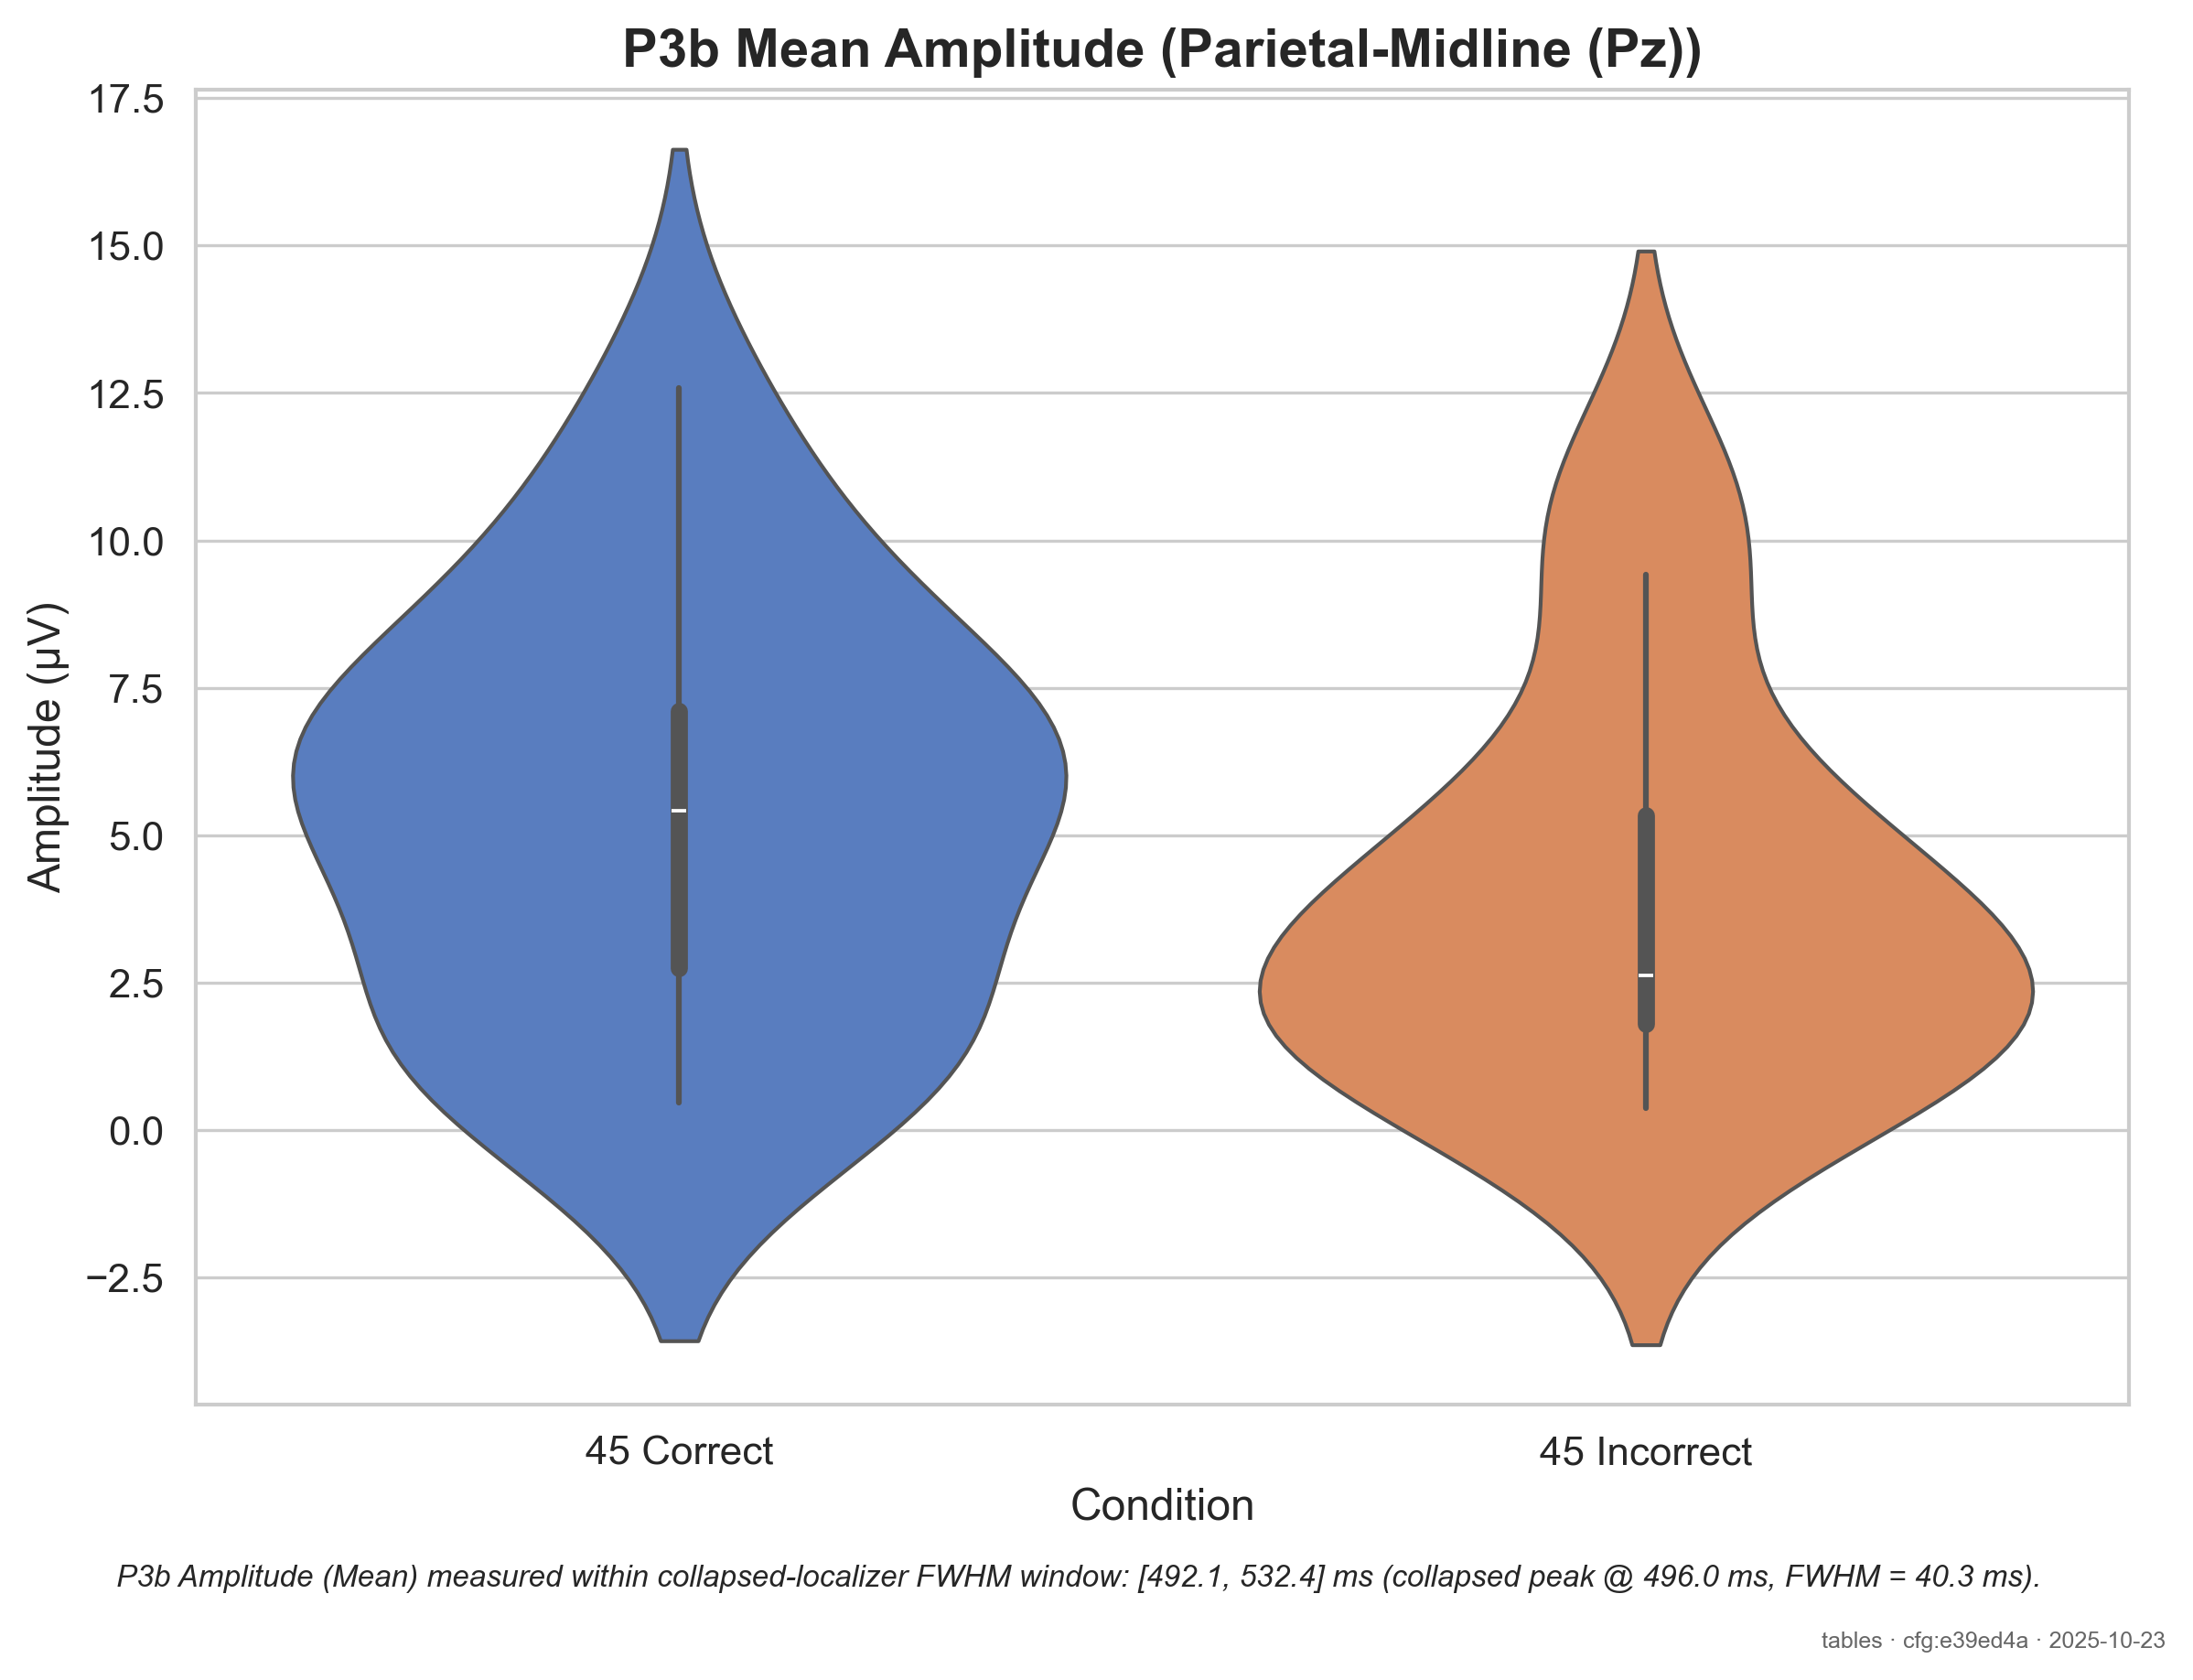 P3b Mean Amplitude (Parietal-Midline (Pz))
17.5
15.0
12.5
10.0
7.5
5.0
2.5
0.0
−2.5
Amplitude (µV)
45 Correct
45 Incorrect
Condition
P3b Amplitude (Mean) measured within collapsed-localizer FWHM window: [492.1, 532.4] ms (collapsed peak @ 496.0 ms, FWHM = 40.3 ms).
tables · cfg:e39ed4a · 2025-10-23